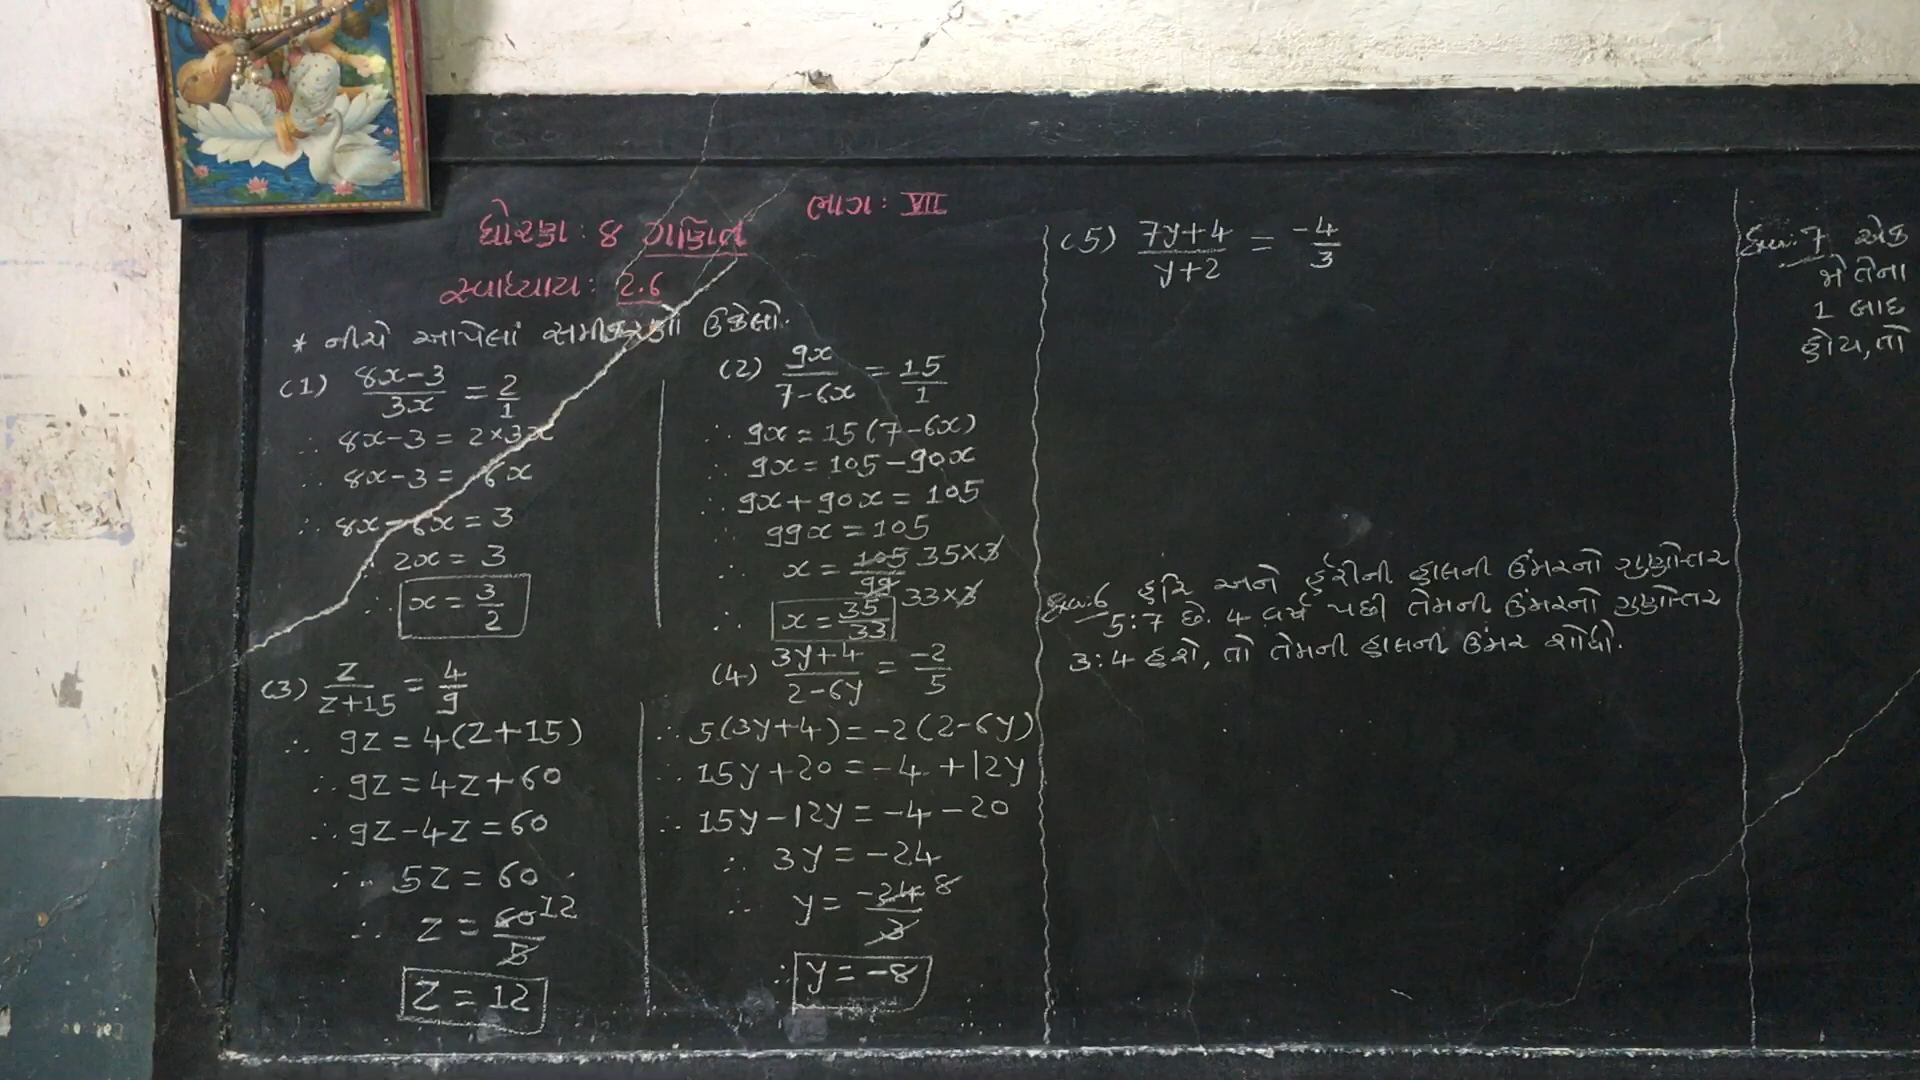 ભાગ: VII
ધોરણ: ૪ ગણિત
સ્વાધ્યાય: 2.6
* નીચે આપેલાં સમીકરણો ઉકેલો.
(1) 8x-3/3x = 2/1
∴ 8x-3 = 2×3x
∴ 8x-3 = 6x
∴ 8x-6x = 3
∴ 2x = 3
∴ x = 3/2
(2) 9x/7-6x = 15/1
∴ 9x = 15(7-6x)
∴ 9x = 105-90x
∴ 9x+90x = 105
∴ 99x = 105
∴ x = 105/99 35×3/33×3
∴ x = 35/33
(3) z/z+15 = 4/9
∴ 9z = 4(z+15)
∴ 9z = 4z+60
∴ 9z-4z = 60
∴ 5z = 60
∴ z = 60/5 12
z = 12
(4) 3y+4/2-6y = -2/5
∴ 5(3y+4) = -2(2-6y)
∴ 15y+20 = -4+12y
∴ 15y-12y = -4-20
∴ 3y = -24
∴ y = -24/3 8
∴ y = -8
(5) 7y+4/y+2 = -4/3
દાખ:6 હરિ અને હેરીની હાલની ઉંમરનો ગુણોત્તર
5:7 છે. 4 વર્ષ પછી તેમની ઉંમરનો ગુણોત્તર
3:4 હશે, તો તેમની હાલની ઉંમર શોધો.
દાખ:7 એક
જો તેના
1 બાદ
હોય, તો